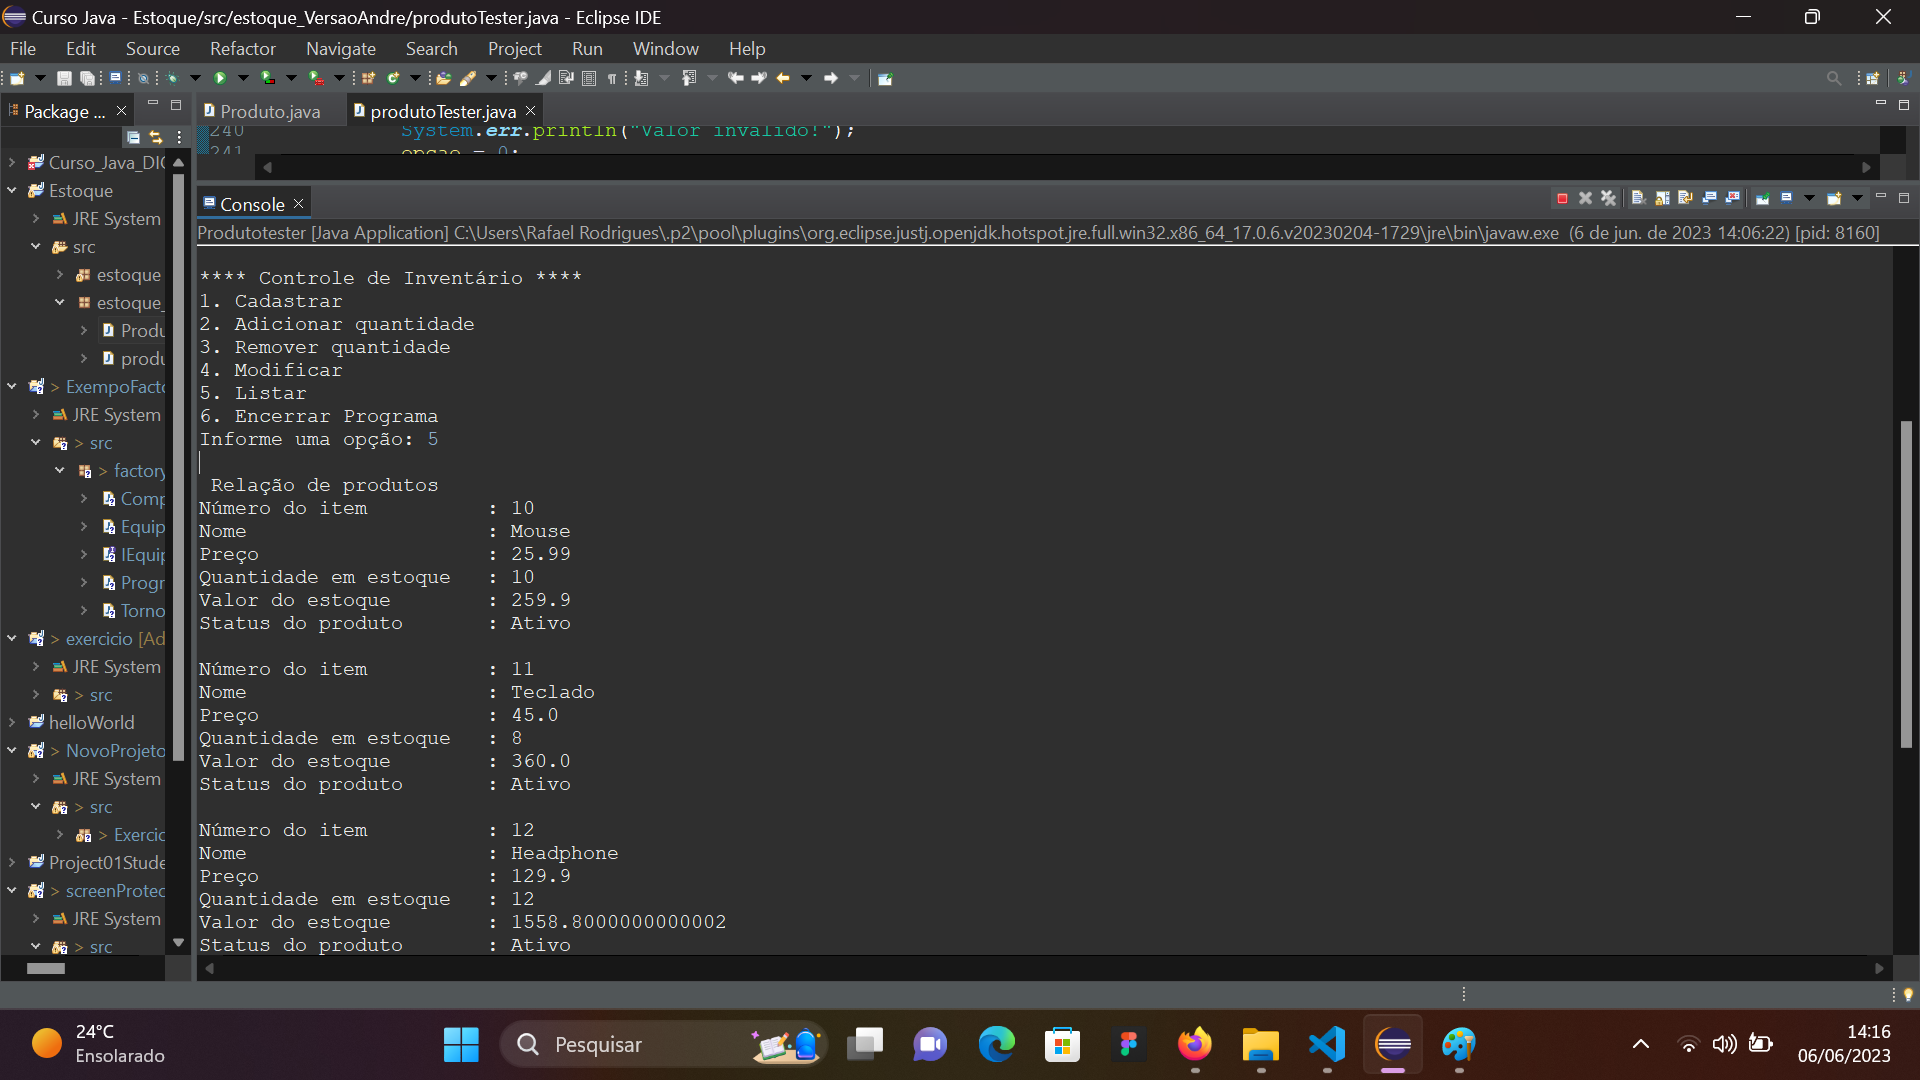 Curso Java - Estoque/src/estoque_VersaoAndre/produtoTester.java - Eclipse IDE
File Edit Source Refactor Navigate Search Project Run Window Help
Package ... Produto.java produtoTester.java
240 System.err.println("Valor invalido!");
241 opcao = 0;
Curso_Java_DIO
Estoque
JRE System
src
estoque
estoque_
Produ
produ
> ExempoFacto
JRE System
> src
> factory
Comp
Equip
IEquip
Progr
Torno
> exercicio [Ad
JRE System
> src
helloWorld
> NovoProjeto
JRE System
> src
> Exercic
Project01Stude
> screenProtec
JRE System
> src
Console
Produtotester [Java Application] C:\Users\Rafael Rodrigues\.p2\pool\plugins\org.eclipse.justj.openjdk.hotspot.jre.full.win32.x86_64_17.0.6.v20230204-1729\jre\bin\javaw.exe (6 de jun. de 2023 14:06:22) [pid: 8160]
**** Controle de Inventário ****
1. Cadastrar
2. Adicionar quantidade
3. Remover quantidade
4. Modificar
5. Listar
6. Encerrar Programa
Informe uma opção: 5
Relação de produtos
Número do item : 10
Nome : Mouse
Preço : 25.99
Quantidade em estoque : 10
Valor do estoque : 259.9
Status do produto : Ativo
Número do item : 11
Nome : Teclado
Preço : 45.0
Quantidade em estoque : 8
Valor do estoque : 360.0
Status do produto : Ativo
Número do item : 12
Nome : Headphone
Preço : 129.9
Quantidade em estoque : 12
Valor do estoque : 1558.8000000000002
Status do produto : Ativo
24°C
Ensolarado
Pesquisar
14:16
06/06/2023